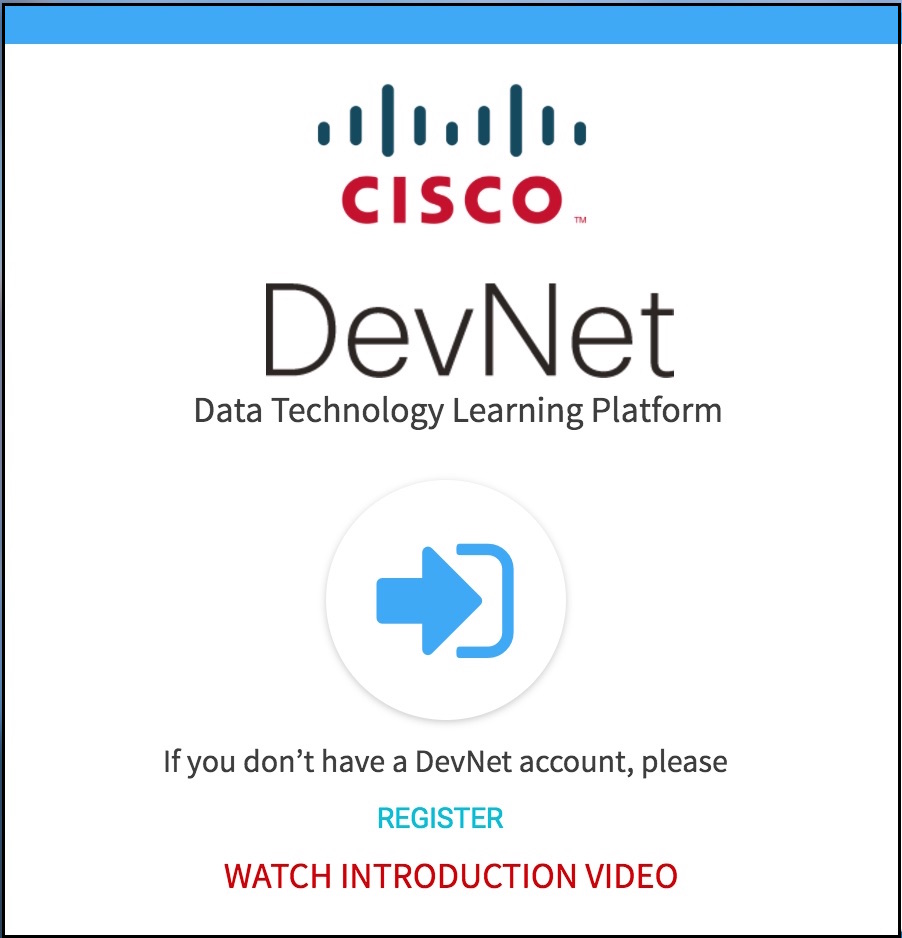 CISCO™
DevNet
Data Technology Learning Platform
If you don’t have a DevNet account, please
REGISTER
WATCH INTRODUCTION VIDEO